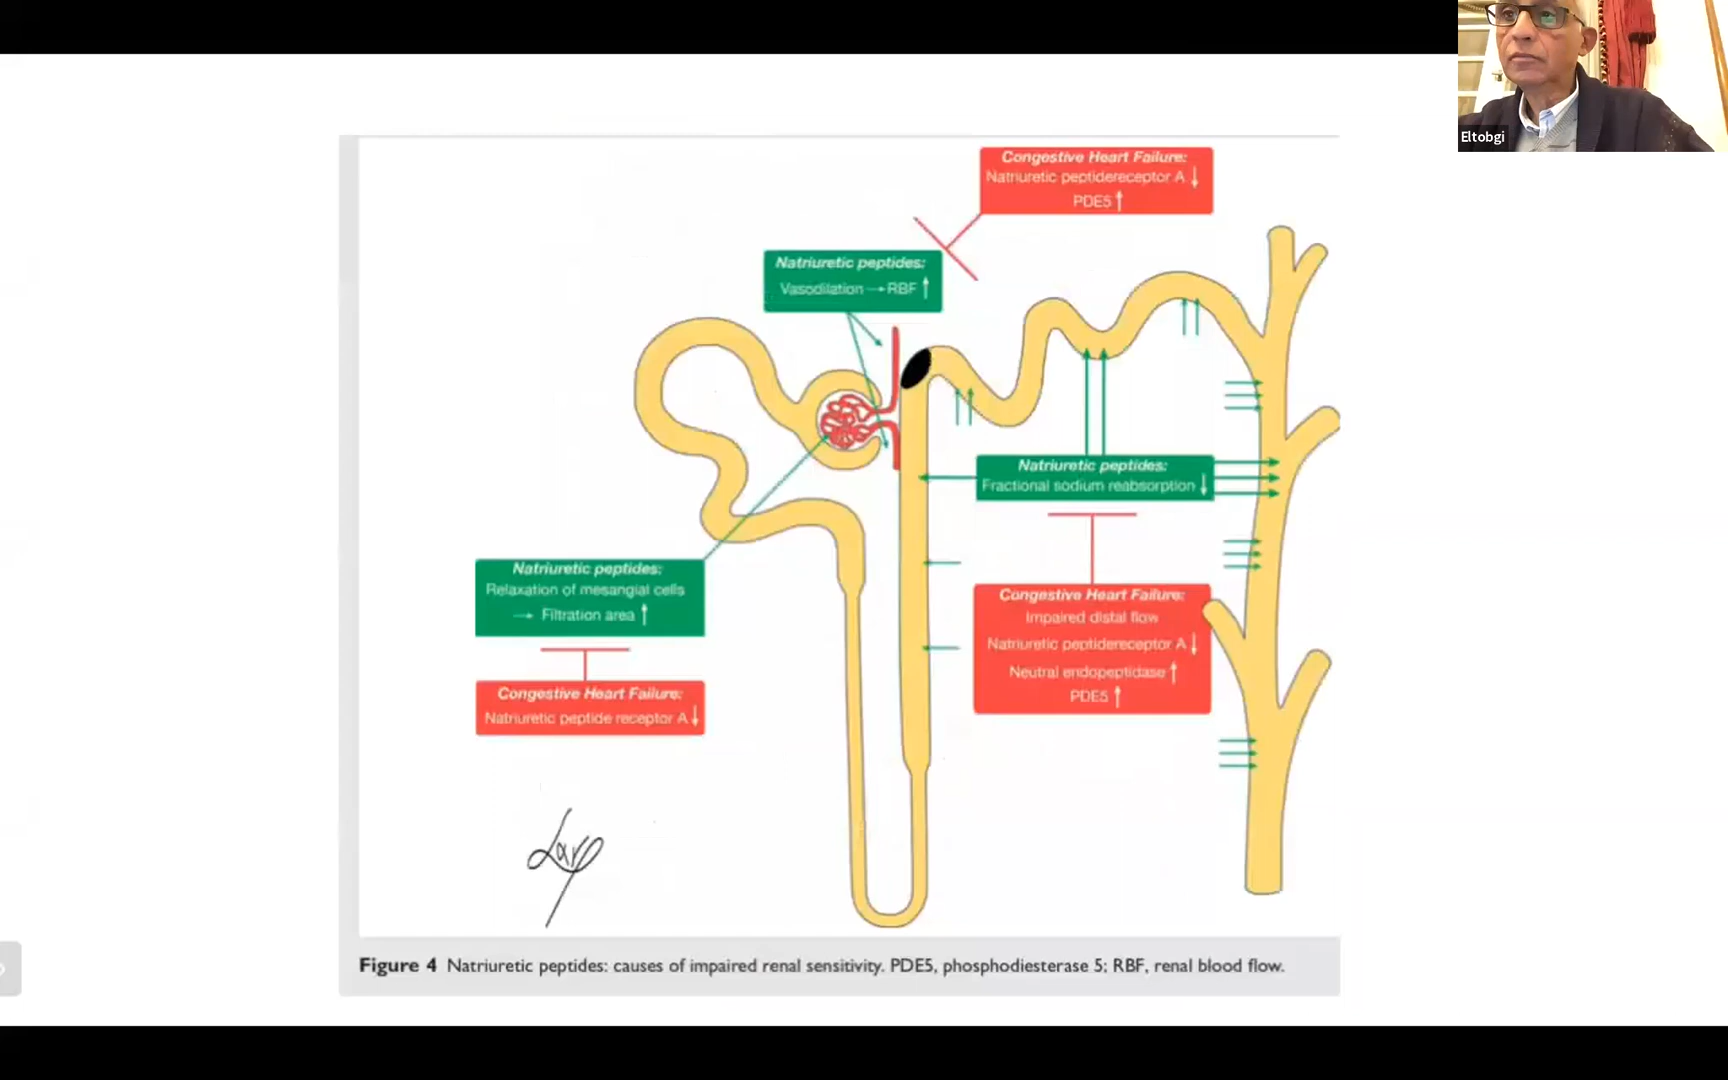 Eltobgi
Congestive Heart Failure:
Natriuretic peptidereceptor A ↓
PDE5 ↑
Natriuretic peptides:
Vasodilation → RBF ↑
Natriuretic peptides:
Fractional sodium reabsorption ↓
Natriuretic peptides:
Relaxation of mesangial cells
→ Filtration area ↑
Congestive Heart Failure:
Impaired distal flow
Natriuretic peptidereceptor A ↓
Neutral endopeptidase ↑
PDE5 ↑
Congestive Heart Failure:
Natriuretic peptide receptor A ↓
Figure 4 Natriuretic peptides: causes of impaired renal sensitivity. PDE5, phosphodiesterase 5; RBF, renal blood flow.